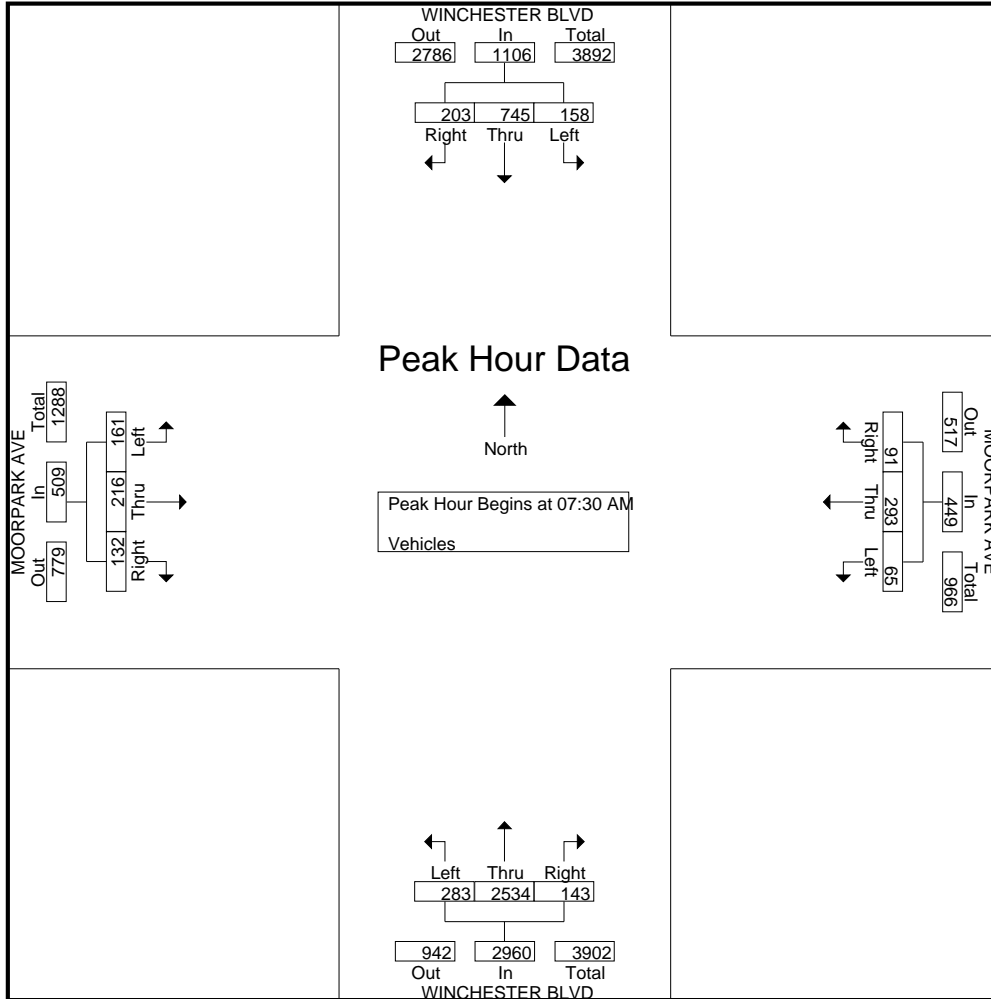 WINCHESTER BLVD
Out In Total
2786 1106 3892
203 745 158
Right Thru Left
Peak Hour Data
North
Peak Hour Begins at 07:30 AM
Vehicles
MOORPARK AVE
Total In Out
1288 509 779
161 216 132
Left Thru Right
MOORPARK AVE
Out In Total
517 449 966
91 293 65
Right Thru Left
Left Thru Right
283 2534 143
942 2960 3902
Out In Total
WINCHESTER BLVD